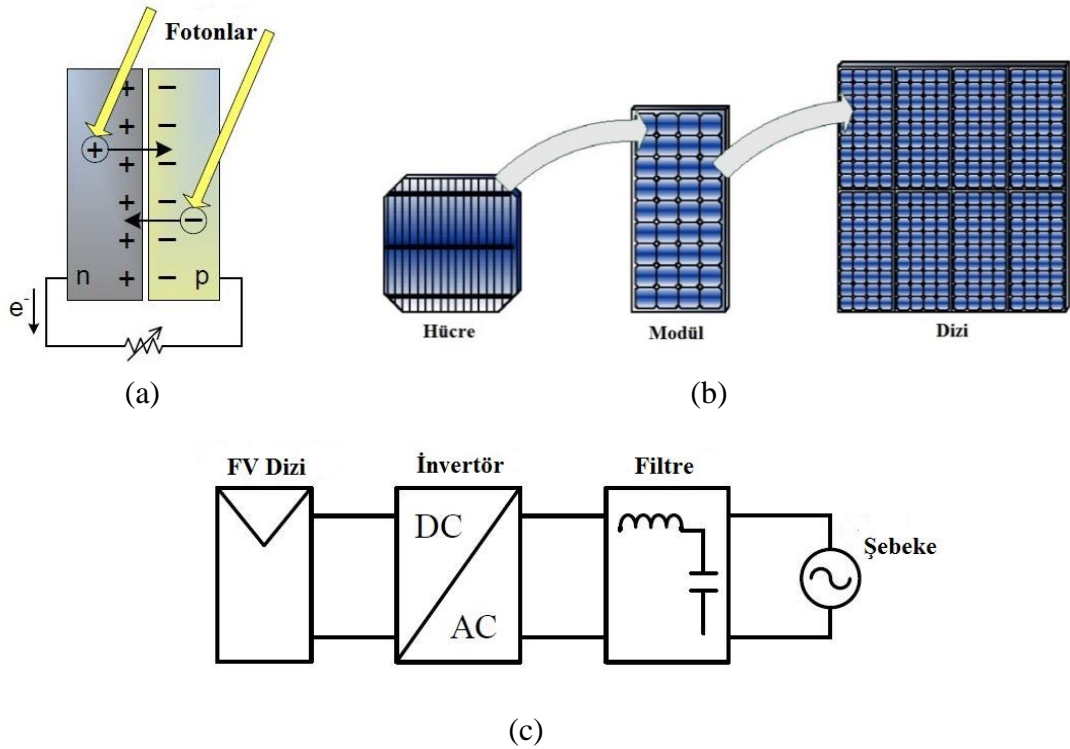 Fotonlar
+ −
+ −
+
+ −
+ −
−
+ −
n + − p
e-
(a)
Hücre
Modül
Dizi
(b)
FV Dizi
İnvertör
Filtre
DC
AC
Şebeke
(c)